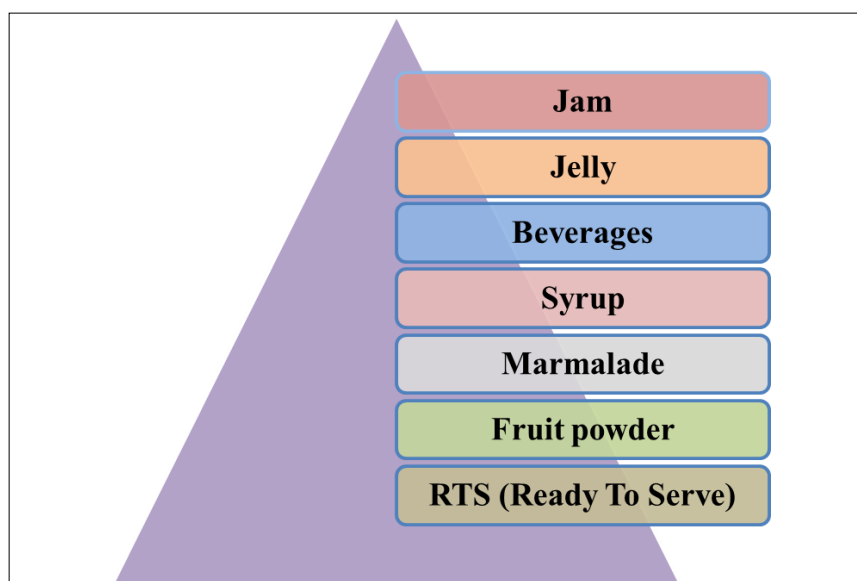 Jam
Jelly
Beverages
Syrup
Marmalade
Fruit powder
RTS (Ready To Serve)